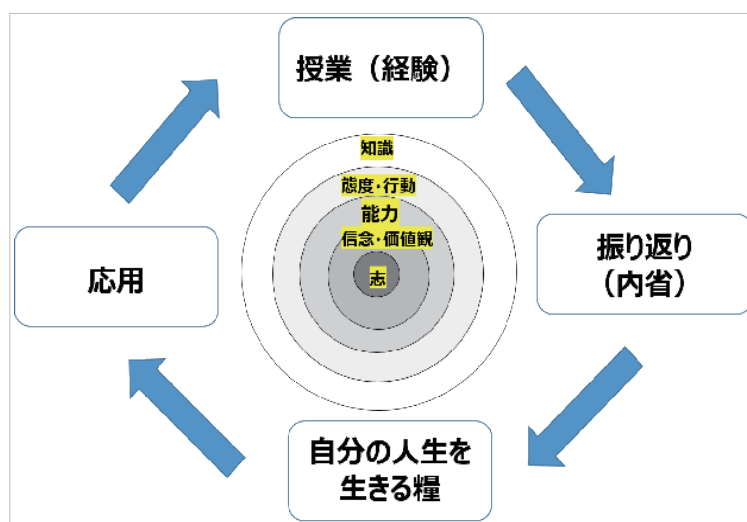 授業（経験）
知識
態度・行動
能力
信念・価値観
志
応用
振り返り
（内省）
自分の人生を
生きる糧